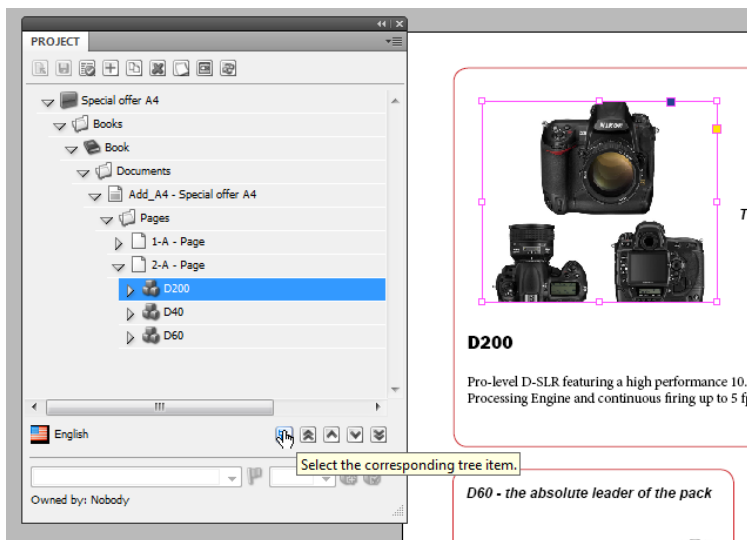 PROJECT
Special offer A4
Books
Book
Documents
Add_A4 - Special offer A4
Pages
1-A - Page
2-A - Page
D200
D40
D60
English
Select the corresponding tree item.
Owned by: Nobody
NIKON
T
D200
Pro-level D-SLR featuring a high performance 10.
Processing Engine and continuous firing up to 5 f
D60 - the absolute leader of the pack